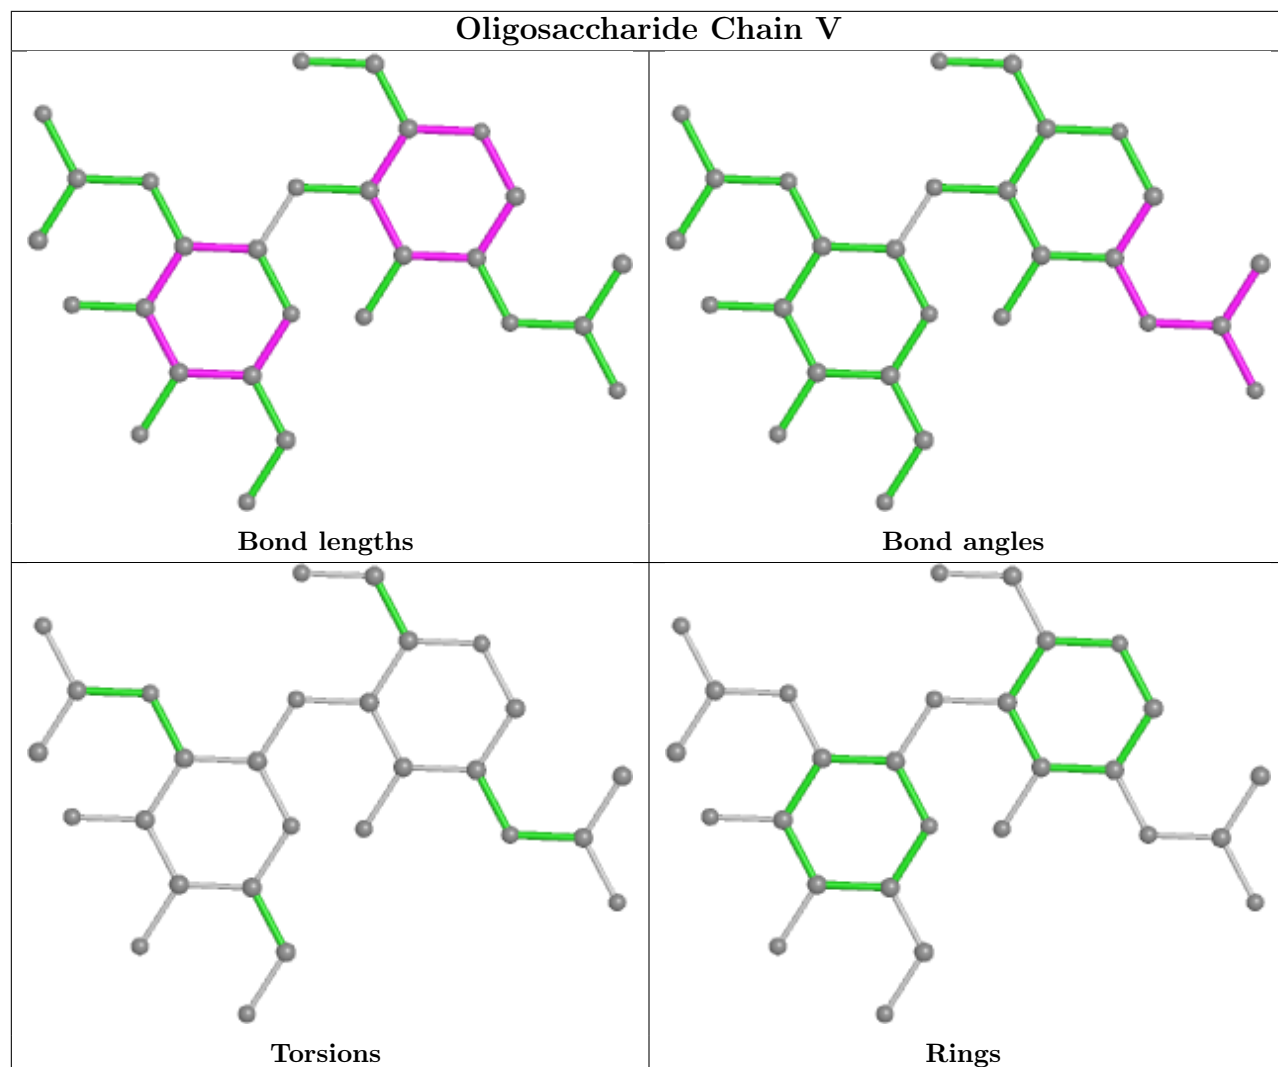 Oligosaccharide Chain V
Bond lengths
Bond angles
Torsions
Rings